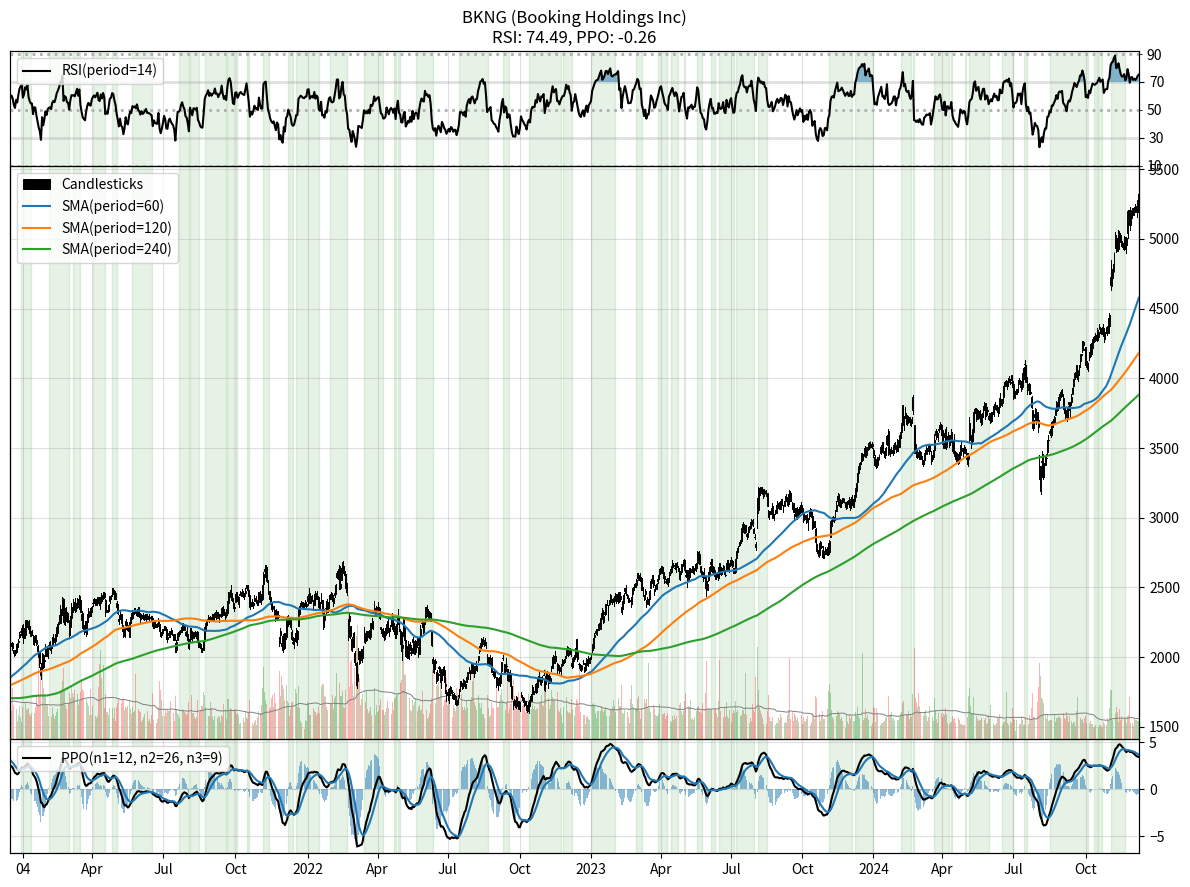 BKNG (Booking Holdings Inc)
RSI: 74.49, PPO: -0.26
RSI(period=14)
90
70
50
30
10
Candlesticks
SMA(period=60)
SMA(period=120)
SMA(period=240)
5500
5000
4500
4000
3500
3000
2500
2000
1500
PPO(n1=12, n2=26, n3=9)
5
0
−5
04 Apr Jul Oct 2022 Apr Jul Oct 2023 Apr Jul Oct 2024 Apr Jul Oct